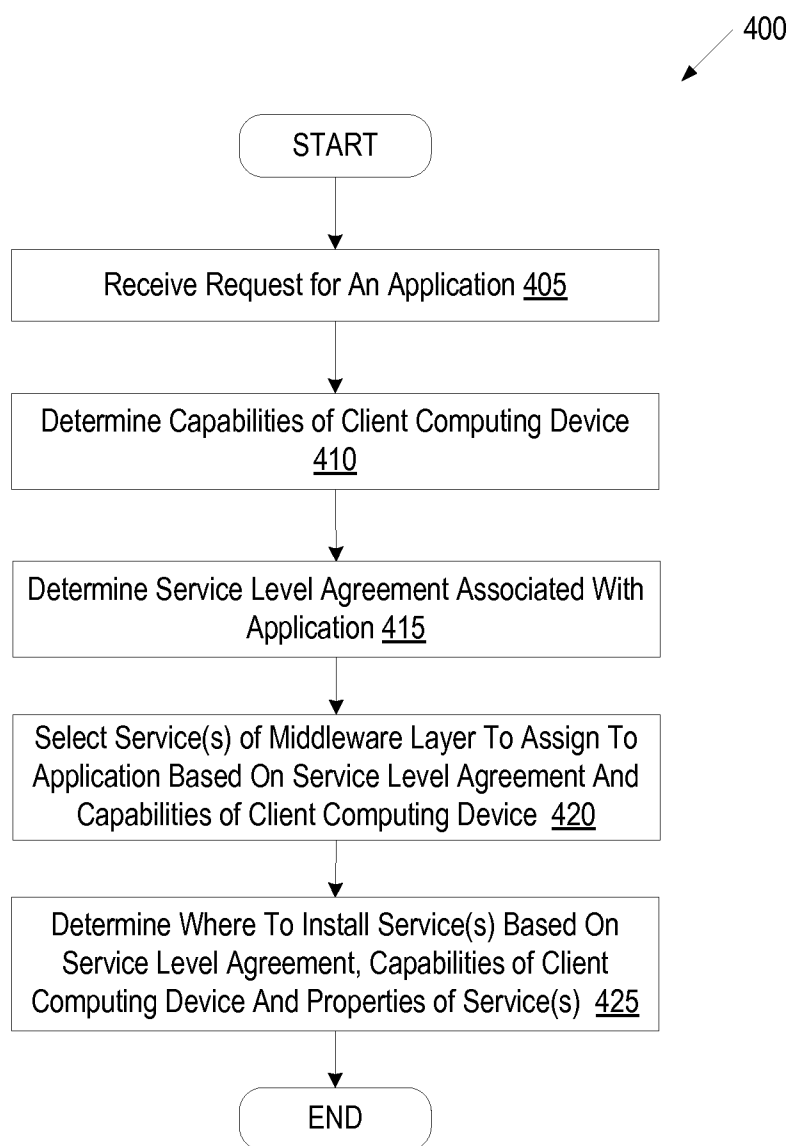 400
START
Receive Request for An Application 405
Determine Capabilities of Client Computing Device
410
Determine Service Level Agreement Associated With
Application 415
Select Service(s) of Middleware Layer To Assign To
Application Based On Service Level Agreement And
Capabilities of Client Computing Device 420
Determine Where To Install Service(s) Based On
Service Level Agreement, Capabilities of Client
Computing Device And Properties of Service(s) 425
END